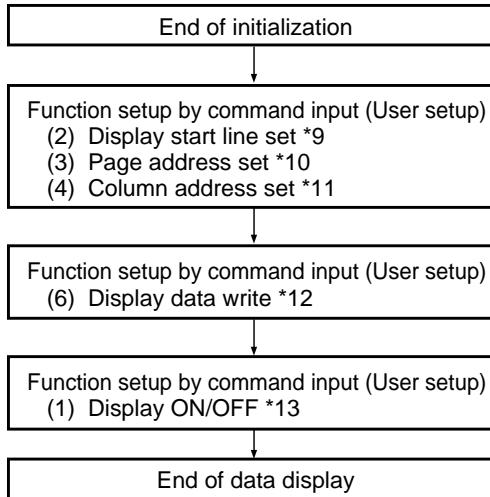 End of initialization
Function setup by command input (User setup)
(2) Display start line set *9
(3) Page address set *10
(4) Column address set *11
Function setup by command input (User setup)
(6) Display data write *12
Function setup by command input (User setup)
(1) Display ON/OFF *13
End of data display